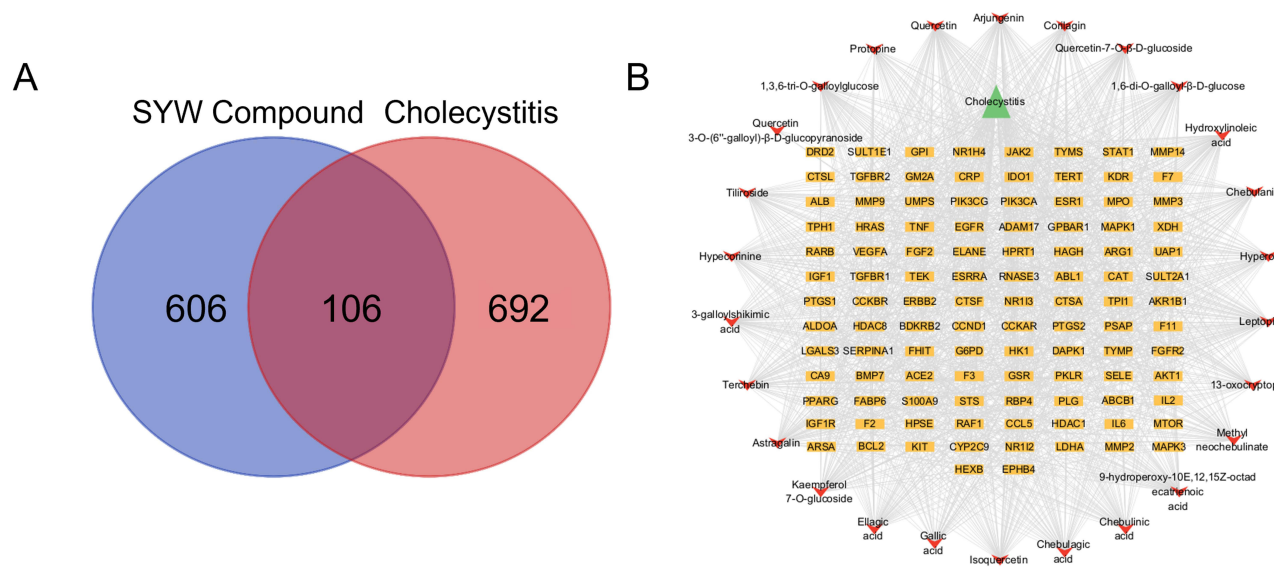 A
SYW Compound Cholecystitis
606 106 692
B
Arjungenin
Quercetin
Corilagin
Protopine
Quercetin-7-O-β-D-glucoside
1,3,6-tri-O-galloylglucose
1,6-di-O-galloyl-β-D-glucose
Cholecystitis
Quercetin
3-O-(6"-galloyl)-β-D-glucopyranoside
Hydroxylinoleic
acid
DRD2 SULT1E1 GPI NR1H4 JAK2 TYMS STAT1 MMP14
CTSL TGFBR2 GM2A CRP IDO1 TERT KDR F7
Tiliroside
Chebulani
ALB MMP9 UMPS PIK3CG PIK3CA ESR1 MPO MMP3
TPH1 HRAS TNF EGFR ADAM17 GPBAR1 MAPK1 XDH
RARB VEGFA FGF2 ELANE HPRT1 HAGH ARG1 UAP1
Hypecorinine
Hypero
IGF1 TGFBR1 TEK ESRRA RNASE3 ABL1 CAT SULT2A1
PTGS1 CCKBR ERBB2 CTSF NR1I3 CTSA TPI1 AKR1B1
3-galloylshikimic
acid
Leptop
ALDOA HDAC8 BDKRB2 CCND1 CCKAR PTGS2 PSAP F11
LGALS3 SERPINA1 FHIT G6PD HK1 DAPK1 TYMP FGFR2
CA9 BMP7 ACE2 F3 GSR PKLR SELE AKT1
Terchebin
13-oxocryptop
PPARG FABP6 S100A9 STS RBP4 PLG ABCB1 IL2
IGF1R F2 HPSE RAF1 CCL5 HDAC1 IL6 MTOR
ARSA BCL2 KIT CYP2C9 NR1I2 LDHA MMP2 MAPK3
Astragalin
Methyl
neochebulinate
HEXB EPHB4
Kaempferol
7-O-glucoside
9-hydroperoxy-10E,12,15Z-octad
ecatrienoic
acid
Ellagic
acid
Gallic
acid
Isoquercetin
Chebulagic
acid
Chebulinic
acid